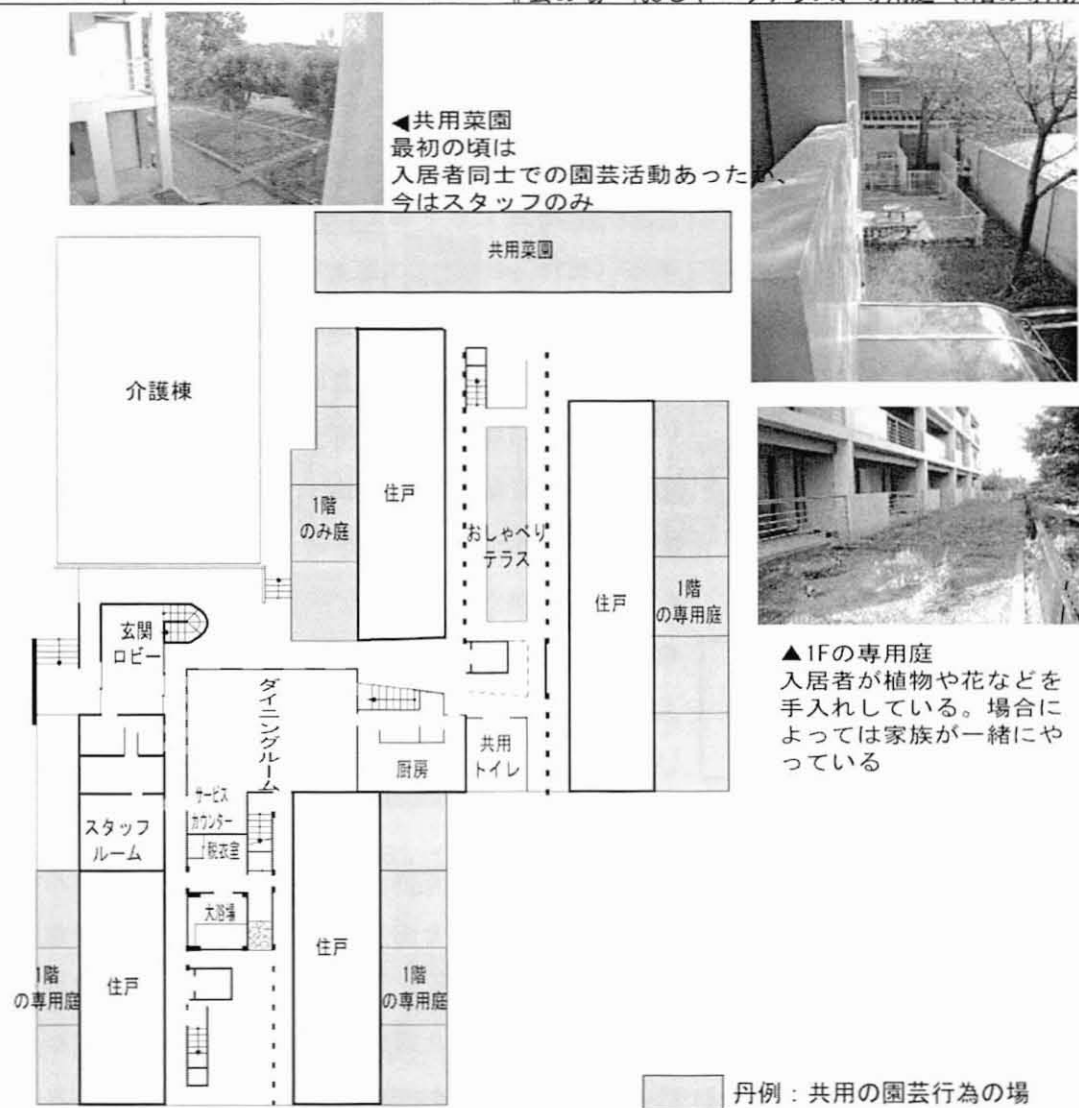 ◀共用菜園
最初の頃は
入居者同士での園芸活動あったが、
今はスタッフのみ
共用菜園
介護棟
住戸
1階
のみ庭
おしゃべり
テラス
住戸
1階
の専用庭
▲1Fの専用庭
入居者が植物や花などを
手入れしている。場合に
よっては家族が一緒にや
っている
玄関
ロビー
ダイニングルーム
厨房
共用
トイレ
サービス
カウンター
脱衣室
スタッフ
ルーム
大浴場
住戸
1階
の専用庭
住戸
1階
の専用庭
丹例：共用の園芸行為の場